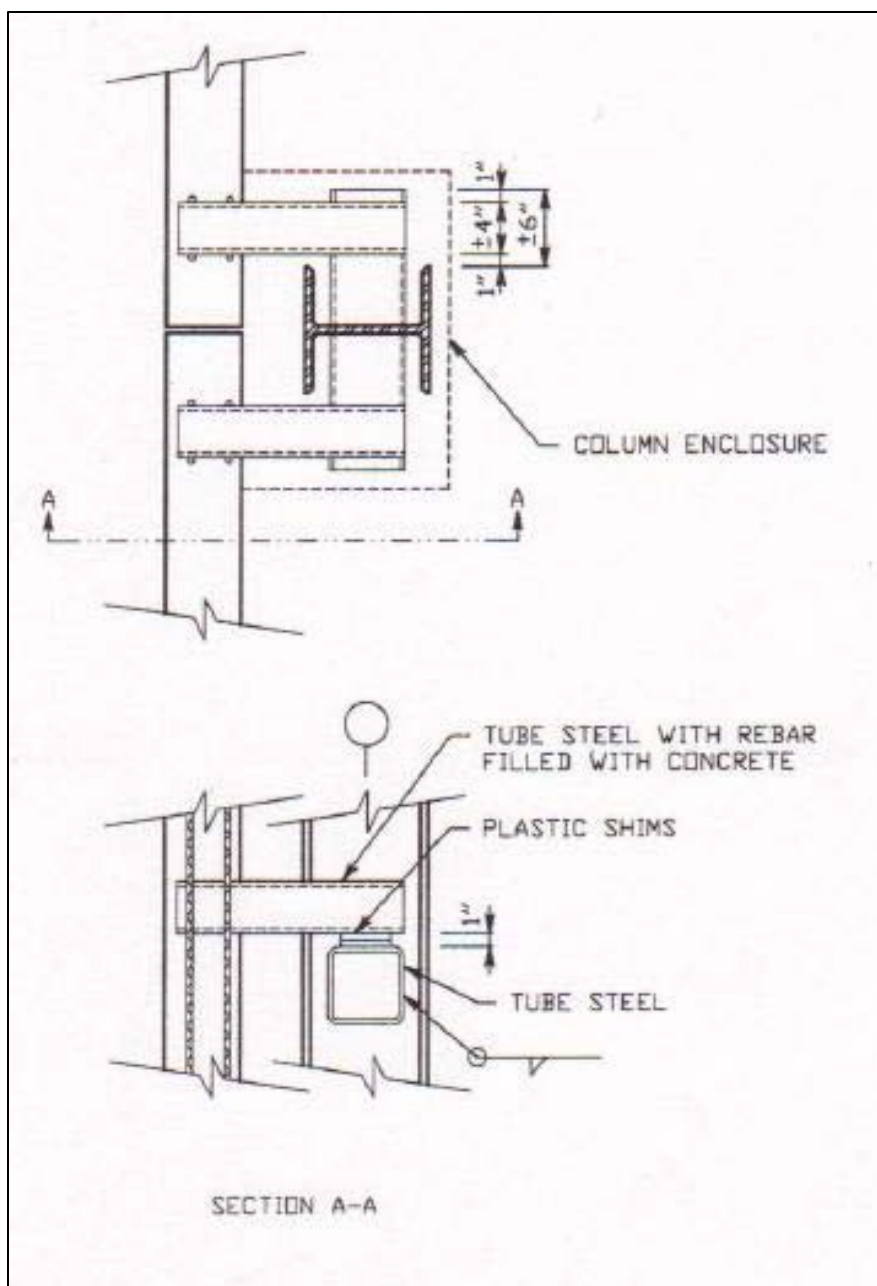 1"
±4"
±6"
1"
COLUMN ENCLOSURE
A
A
TUBE STEEL WITH REBAR
FILLED WITH CONCRETE
PLASTIC SHIMS
1"
TUBE STEEL
SECTION A-A